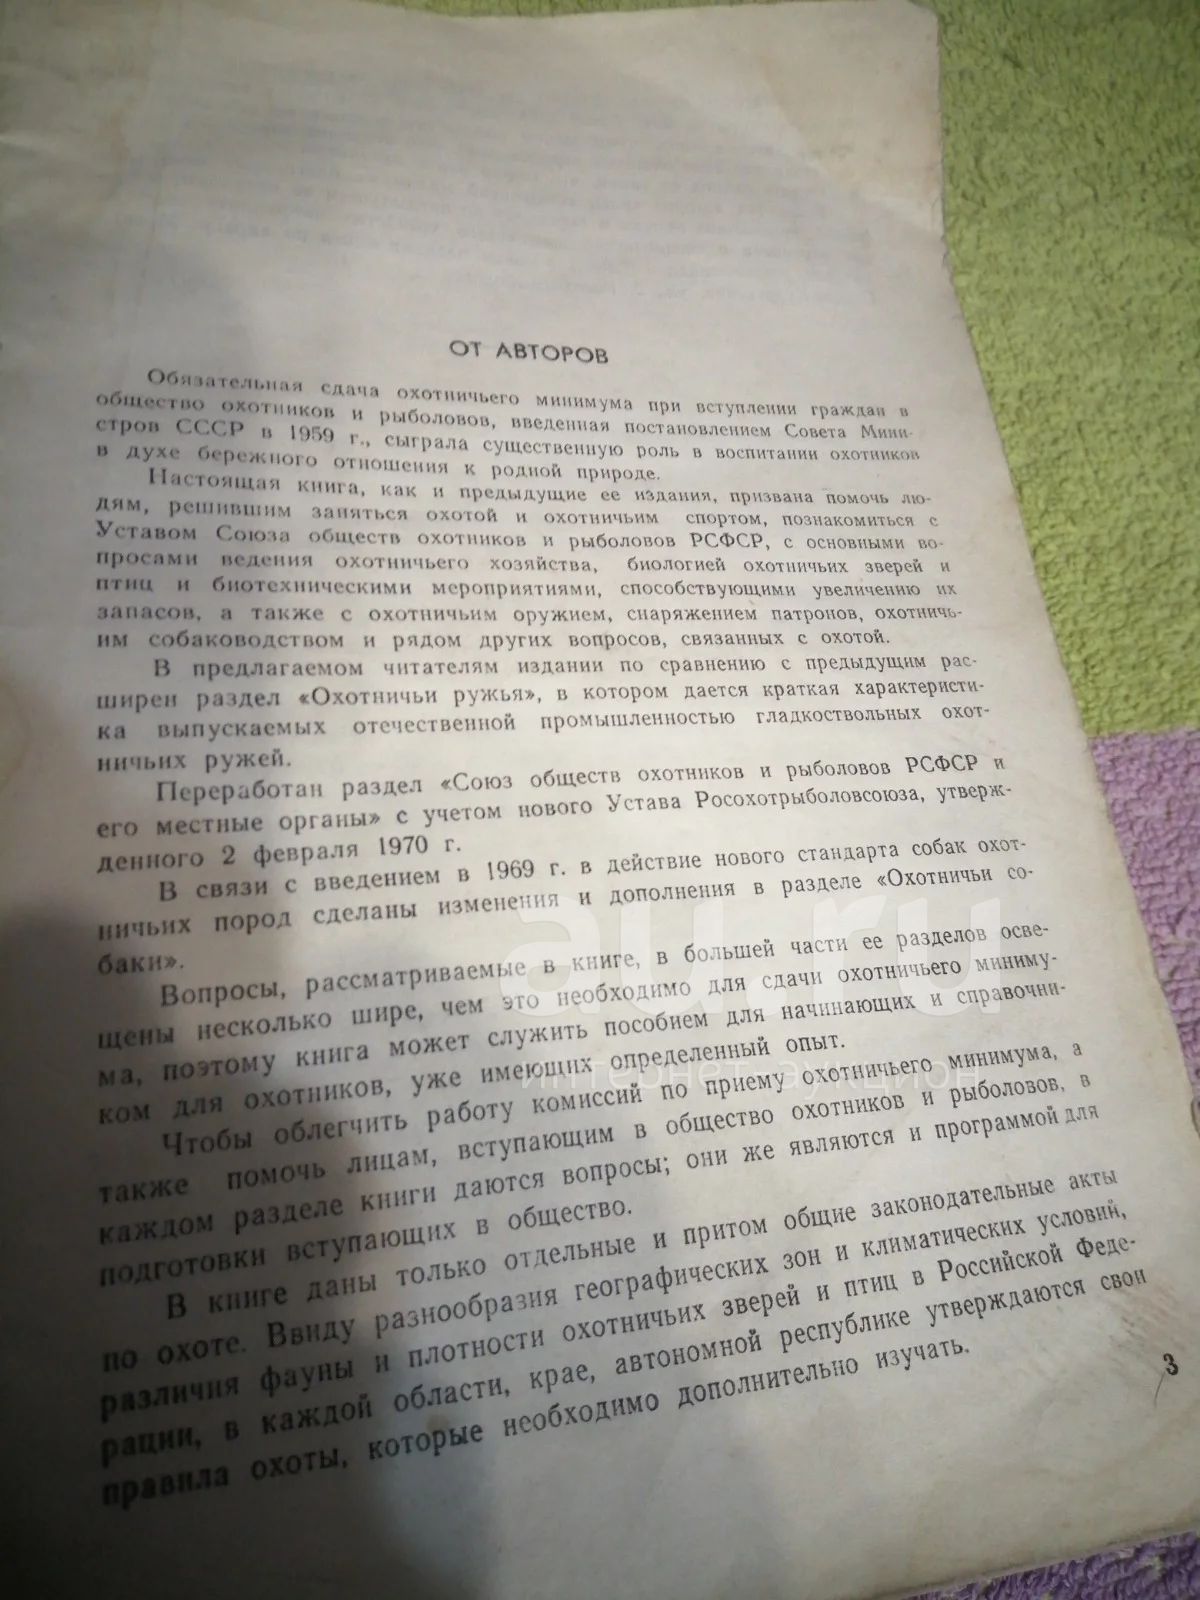 ОТ АВТОРОВ
Обязательная сдача охотничьего минимума при вступлении граждан в
общество охотников и рыболовов, введенная постановлением Совета Мини-
стров СССР в 1959 г., сыграла существенную роль в воспитании охотников
в духе бережного отношения к родной природе.
Настоящая книга, как и предыдущие ее издания, призвана помочь лю-
дям, решившим заняться охотой и охотничьим спортом, познакомиться с
Уставом Союза обществ охотников и рыболовов РСФСР, с основными во-
просами ведения охотничьего хозяйства, биологией охотничьих зверей и
птиц и биотехническими мероприятиями, способствующими увеличению их
запасов, а также с охотничьим оружием, снаряжением патронов, охотничь-
им собаководством и рядом других вопросов, связанных с охотой.
В предлагаемом читателям издании по сравнению с предыдущим рас-
ширен раздел «Охотничьи ружья», в котором дается краткая характеристи-
ка выпускаемых отечественной промышленностью гладкоствольных охот-
ничьих ружей.
Переработан раздел «Союз обществ охотников и рыболовов РСФСР и
его местные органы» с учетом нового Устава Росохотрыболовсоюза, утверж-
денного 2 февраля 1970 г.
В связи с введением в 1969 г. в действие нового стандарта собак охот-
ничьих пород сделаны изменения и дополнения в разделе «Охотничьи со-
баки».
Вопросы, рассматриваемые в книге, в большей части ее разделов осве-
щены несколько шире, чем это необходимо для сдачи охотничьего миниму-
ма, поэтому книга может служить пособием для начинающих и справочни-
ком для охотников, уже имеющих определенный опыт.
Чтобы облегчить работу комиссий по приему охотничьего минимума, а
также помочь лицам, вступающим в общество охотников и рыболовов, в
каждом разделе книги даются вопросы; они же являются и программой для
подготовки вступающих в общество.
В книге даны только отдельные и притом общие законодательные акты
по охоте. Ввиду разнообразия географических зон и климатических условий,
различия фауны и плотности охотничьих зверей и птиц в Российской Феде-
рации, в каждой области, крае, автономной республике утверждаются свои
правила охоты, которые необходимо дополнительно изучать.
3
au.ru
интернет-аукцион